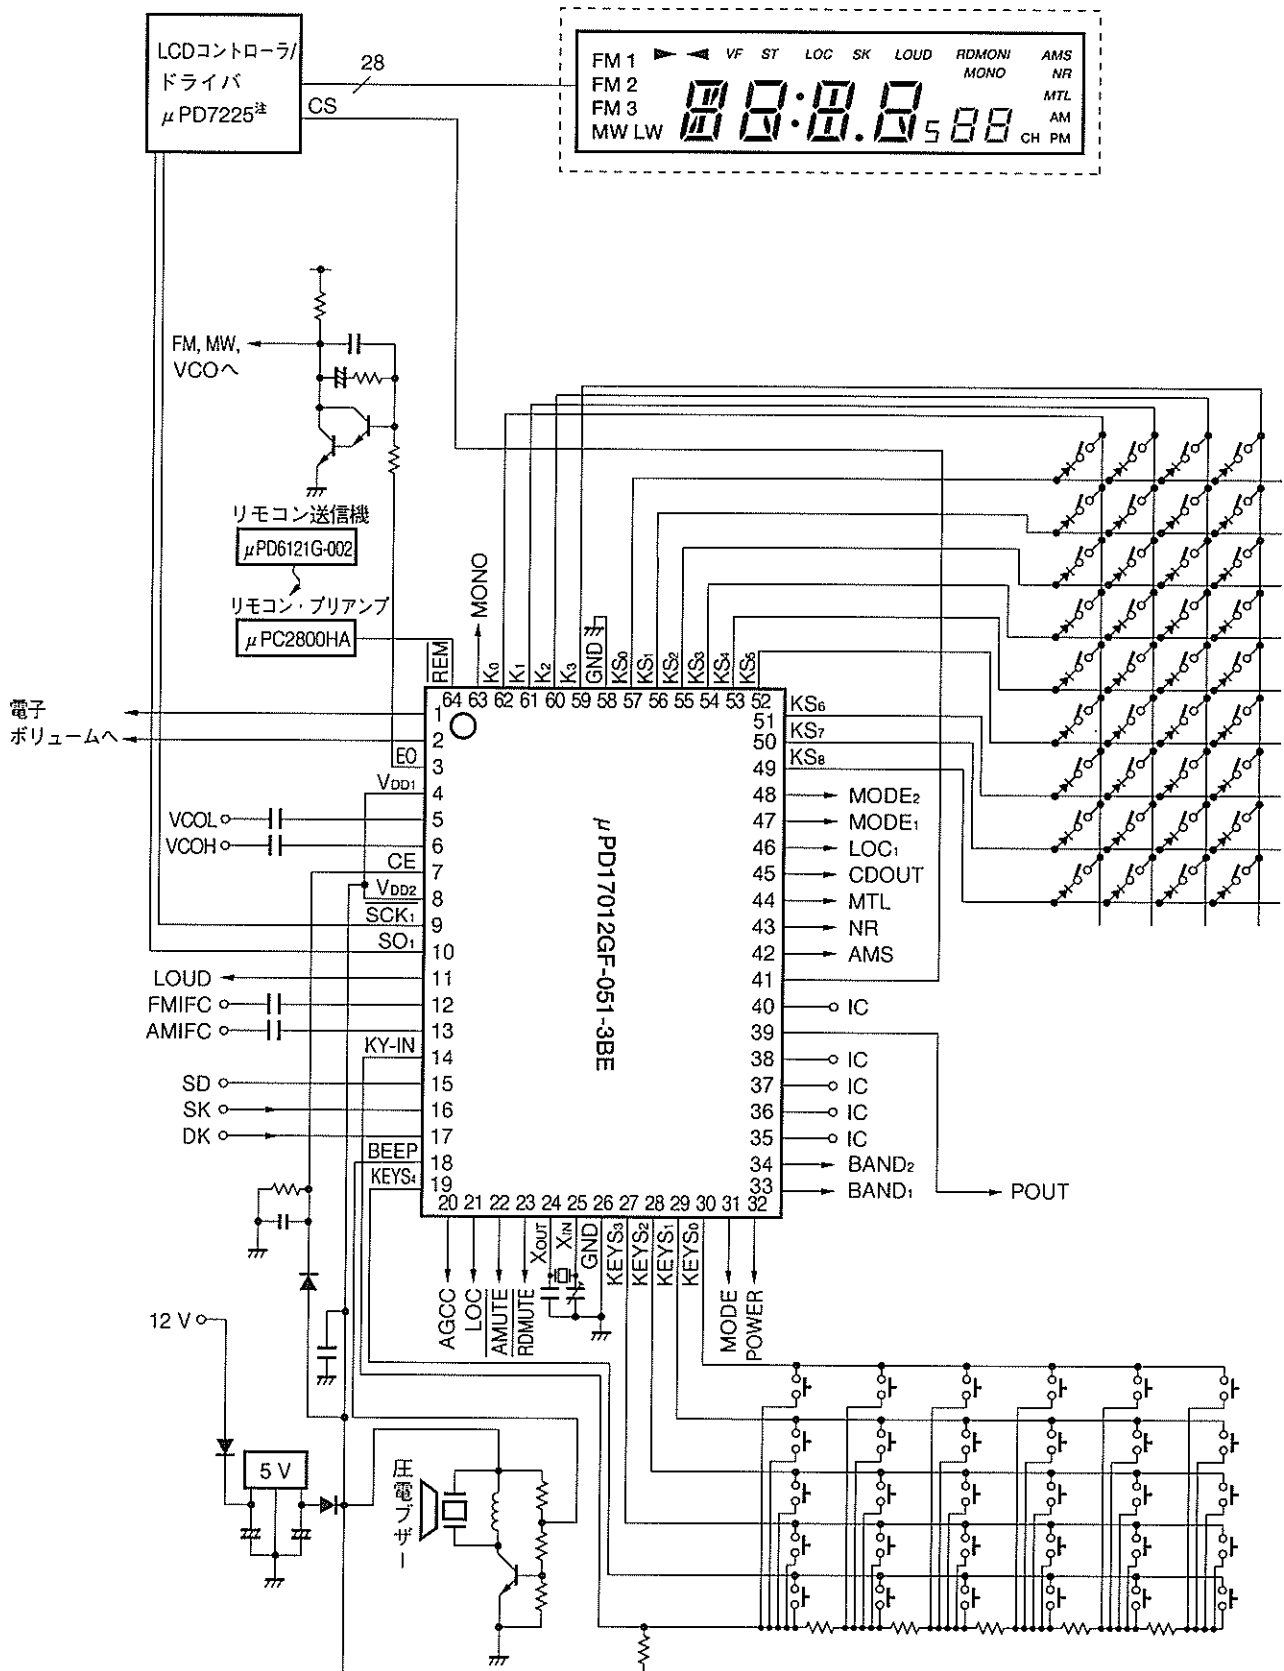 LCDコントローラ/
ドライバ
μPD7225注
28
CS
FM 1
FM 2
FM 3
MW LW
VF ST LOC SK LOUD RDMONI AMS
MONO NR
MTL
AM
CH PM
FM, MW,
VCOへ
リモコン送信機
μPD6121G-002
リモコン・プリアンプ
μPC2800HA
REM
MONO
K0
K1
K2
K3
GND
KS0
KS1
KS2
KS3
KS4
KS5
64 63 62 61 60 59 58 57 56 55 54 53 52
電子
ボリュームへ
1
2
EO 3
VDD1 4
VCOL 5
VCOH 6
CE 7
VDD2 8
SCK1 9
SO1 10
LOUD 11
FMIFC 12
AMIFC 13
KY-IN 14
SD 15
SK 16
DK 17
BEEP 18
KEYS4 19
μPD17012GF-051-3BE
51 KS6
50 KS7
49 KS8
48 MODE2
47 MODE1
46 LOC1
45 CDOUT
44 MTL
43 NR
42 AMS
41
40 IC
39
38 IC
37 IC
36 IC
35 IC
34 BAND2
33 BAND1
POUT
20 21 22 23 24 25 26 27 28 29 30 31 32
AGCC
LOC
AMUTE
RDMUTE
XOUT
XIN
GND
KEYS3
KEYS2
KEYS1
KEYS0
MODE
POWER
12 V
5 V
圧電ブザー